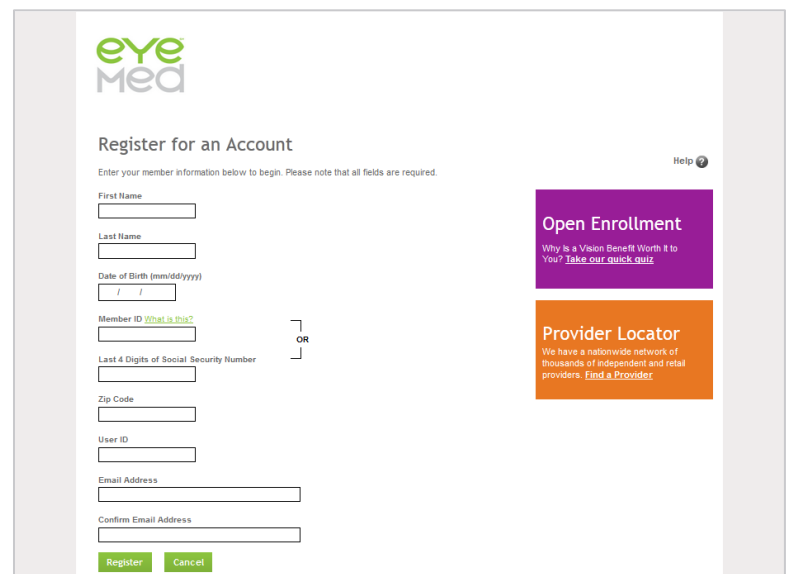 eye
Med
Register for an Account
Help ?
Enter your member information below to begin. Please note that all fields are required.
First Name
Last Name
Date of Birth (mm/dd/yyyy)
/ /
Member ID What is this?
OR
Last 4 Digits of Social Security Number
Zip Code
User ID
Email Address
Confirm Email Address
Register Cancel
Open Enrollment
Why Is a Vision Benefit Worth It to
You? Take our quick quiz
Provider Locator
We have a nationwide network of
thousands of independent and retail
providers. Find a Provider